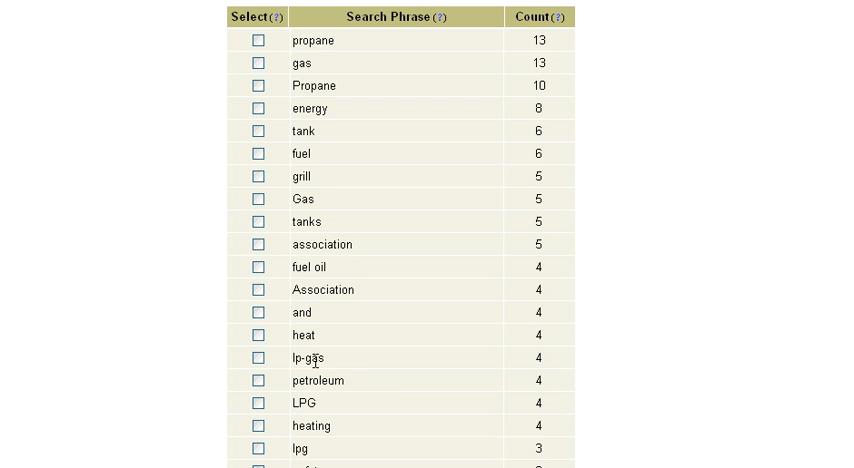 Select(?) Search Phrase(?) Count(?)
propane 13
gas 13
Propane 10
energy 8
tank 6
fuel 6
grill 5
Gas 5
tanks 5
association 5
fuel oil 4
Association 4
and 4
heat 4
lp-gas 4
petroleum 4
LPG 4
heating 4
lpg 3